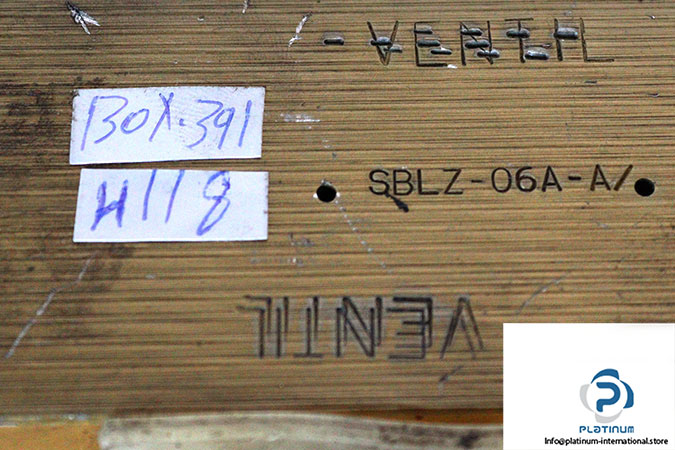 - VENTIL
BOX.391
H118
SBLZ-06A-A/
VENTIL
PLATINUM
Info@platinum-international.store